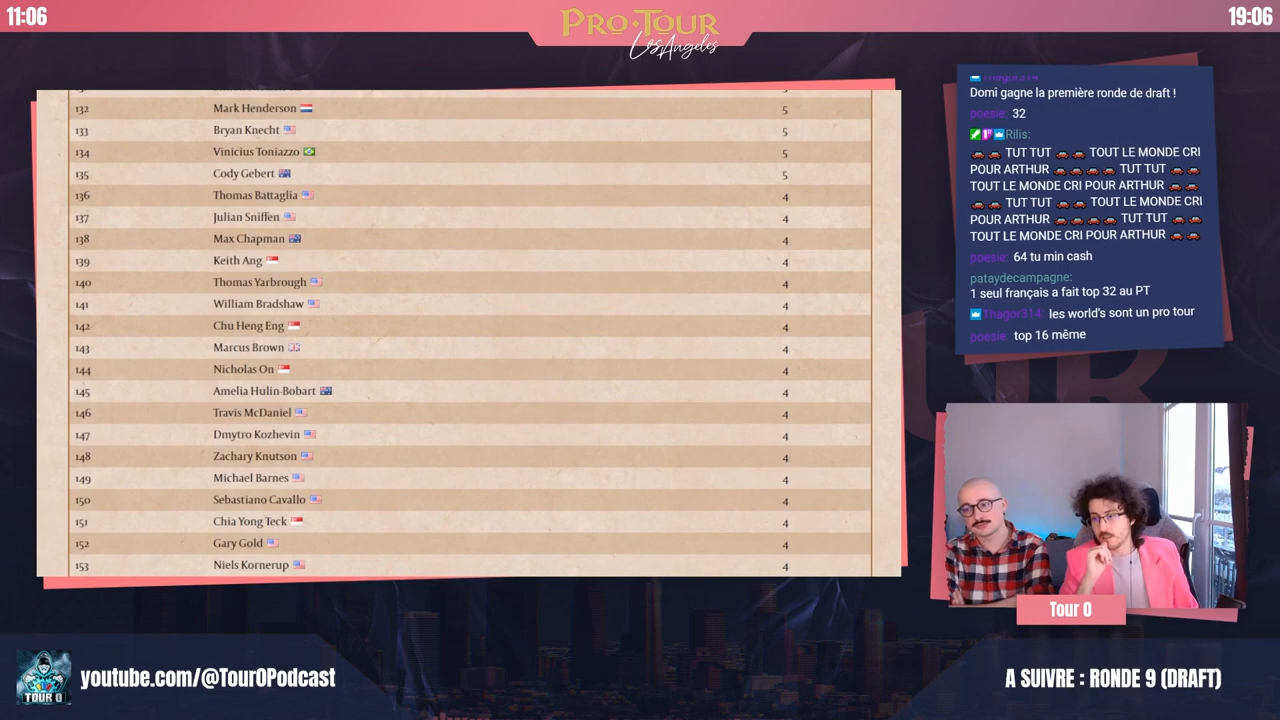 11:06
PRO TOUR
Los Angeles
19:06
132 Mark Henderson 5
133 Bryan Knecht 5
134 Vinicius Toniazzo 5
135 Cody Gebert 5
136 Thomas Battaglia 4
137 Julian Sniffen 4
138 Max Chapman 4
139 Keith Ang 4
140 Thomas Yarbrough 4
141 William Bradshaw 4
142 Chu Heng Eng 4
143 Marcus Brown 4
144 Nicholas On 4
145 Amelia Hulin-Bobart 4
146 Travis McDaniel 4
147 Dmytro Kozhevin 4
148 Zachary Knutson 4
149 Michael Barnes 4
150 Sebastiano Cavallo 4
151 Chia Yong Teck 4
152 Gary Gold 4
153 Niels Kornerup 4
Domi gagne la première ronde de draft !
poesie: 32
Rilis:
TUT TUT TOUT LE MONDE CRI
POUR ARTHUR TUT TUT
TOUT LE MONDE CRI POUR ARTHUR
TUT TUT TOUT LE MONDE CRI
POUR ARTHUR TUT TUT
TOUT LE MONDE CRI POUR ARTHUR
poesie: 64 tu min cash
pataydecampagne:
1 seul français a fait top 32 au PT
Thagor314: les world's sont un pro tour
poesie: top 16 même
Tour 0
TOUR 0
youtube.com/@Tour0Podcast
A SUIVRE : RONDE 9 (DRAFT)